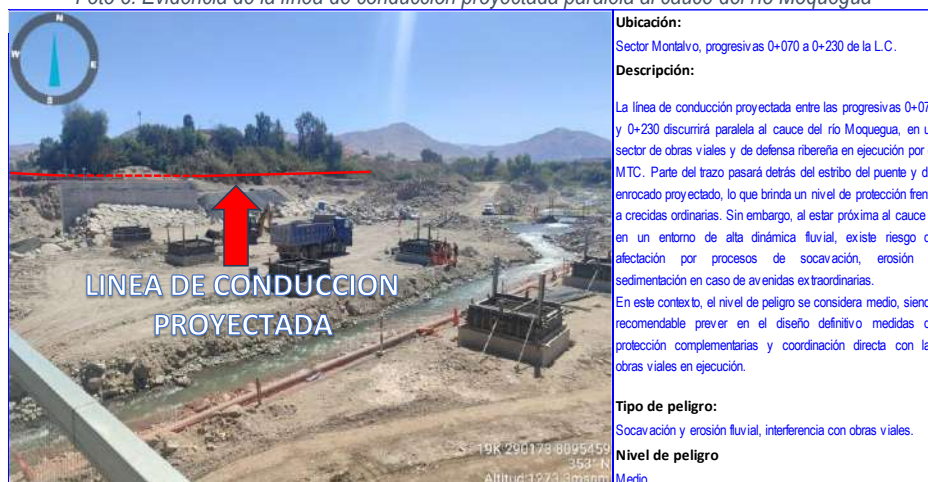 Foto 6. Evidencia de la línea de conducción proyectada paralela al cauce del río Moquegua
N
W
E
S
LINEA DE CONDUCCION
PROYECTADA
19K 290173 8095459
353° N
Altitud:1273.3msnm
Ubicación:
Sector Montalvo, progresivas 0+070 a 0+230 de la L.C.
Descripción:
La línea de conducción proyectada entre las progresivas 0+07
y 0+230 discurrirá paralela al cauce del río Moquegua, en u
sector de obras viales y de defensa ribereña en ejecución por
MTC. Parte del trazo pasará detrás del estribo del puente y d
enrocado proyectado, lo que brinda un nivel de protección fren
a crecidas ordinarias. Sin embargo, al estar próxima al cauce
en un entorno de alta dinámica fluvial, existe riesgo d
afectación por procesos de socavación, erosión
sedimentación en caso de avenidas extraordinarias.
En este contexto, el nivel de peligro se considera medio, siend
recomendable prever en el diseño definitivo medidas d
protección complementarias y coordinación directa con la
obras viales en ejecución.
Tipo de peligro:
Socavación y erosión fluvial, interferencia con obras viales.
Nivel de peligro
Medio